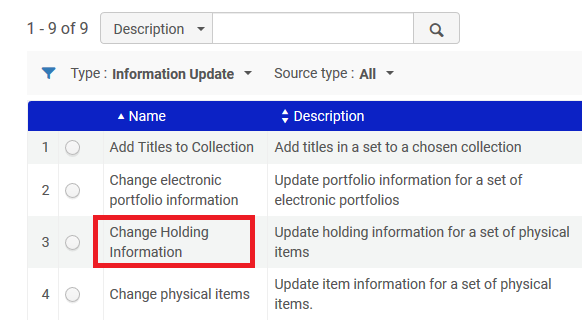 1 - 9 of 9 Description
Type : Information Update Source type : All
Name Description
1 Add Titles to Collection Add titles in a set to a chosen collection
2 Change electronic portfolio information Update portfolio information for a set of electronic portfolios
3 Change Holding Information Update holding information for a set of physical items
4 Change physical items Update item information for a set of physical items.